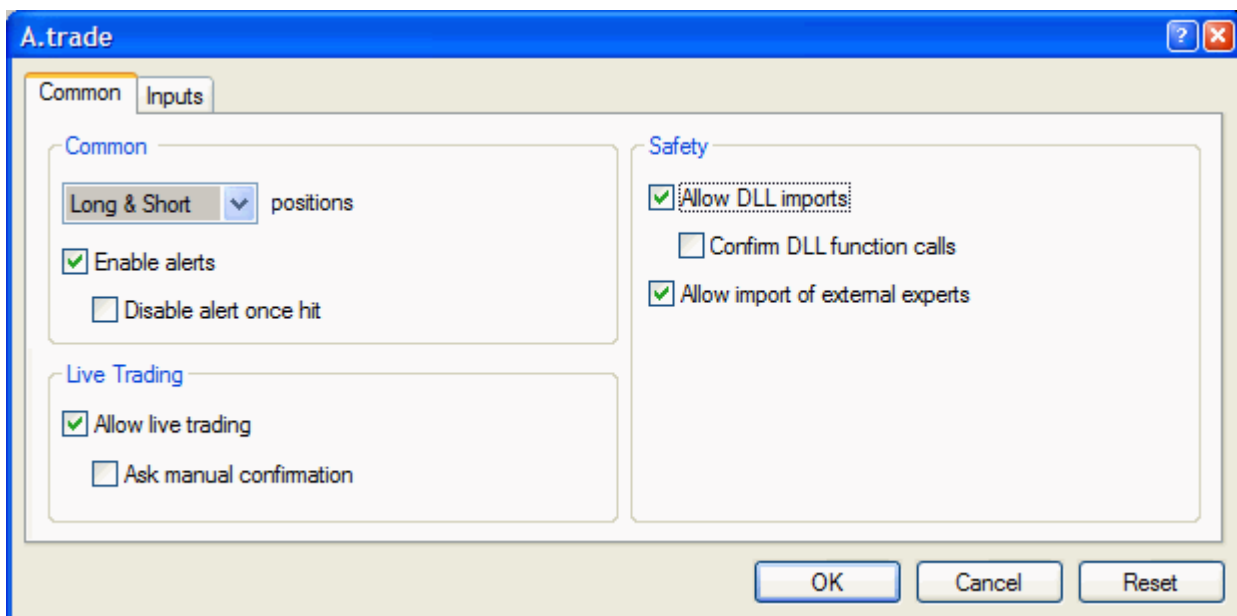 A.trade
?
Common
Inputs
Common
Long & Short
positions
Enable alerts
Disable alert once hit
Live Trading
Allow live trading
Ask manual confirmation
Safety
Allow DLL imports
Confirm DLL function calls
Allow import of external experts
OK
Cancel
Reset